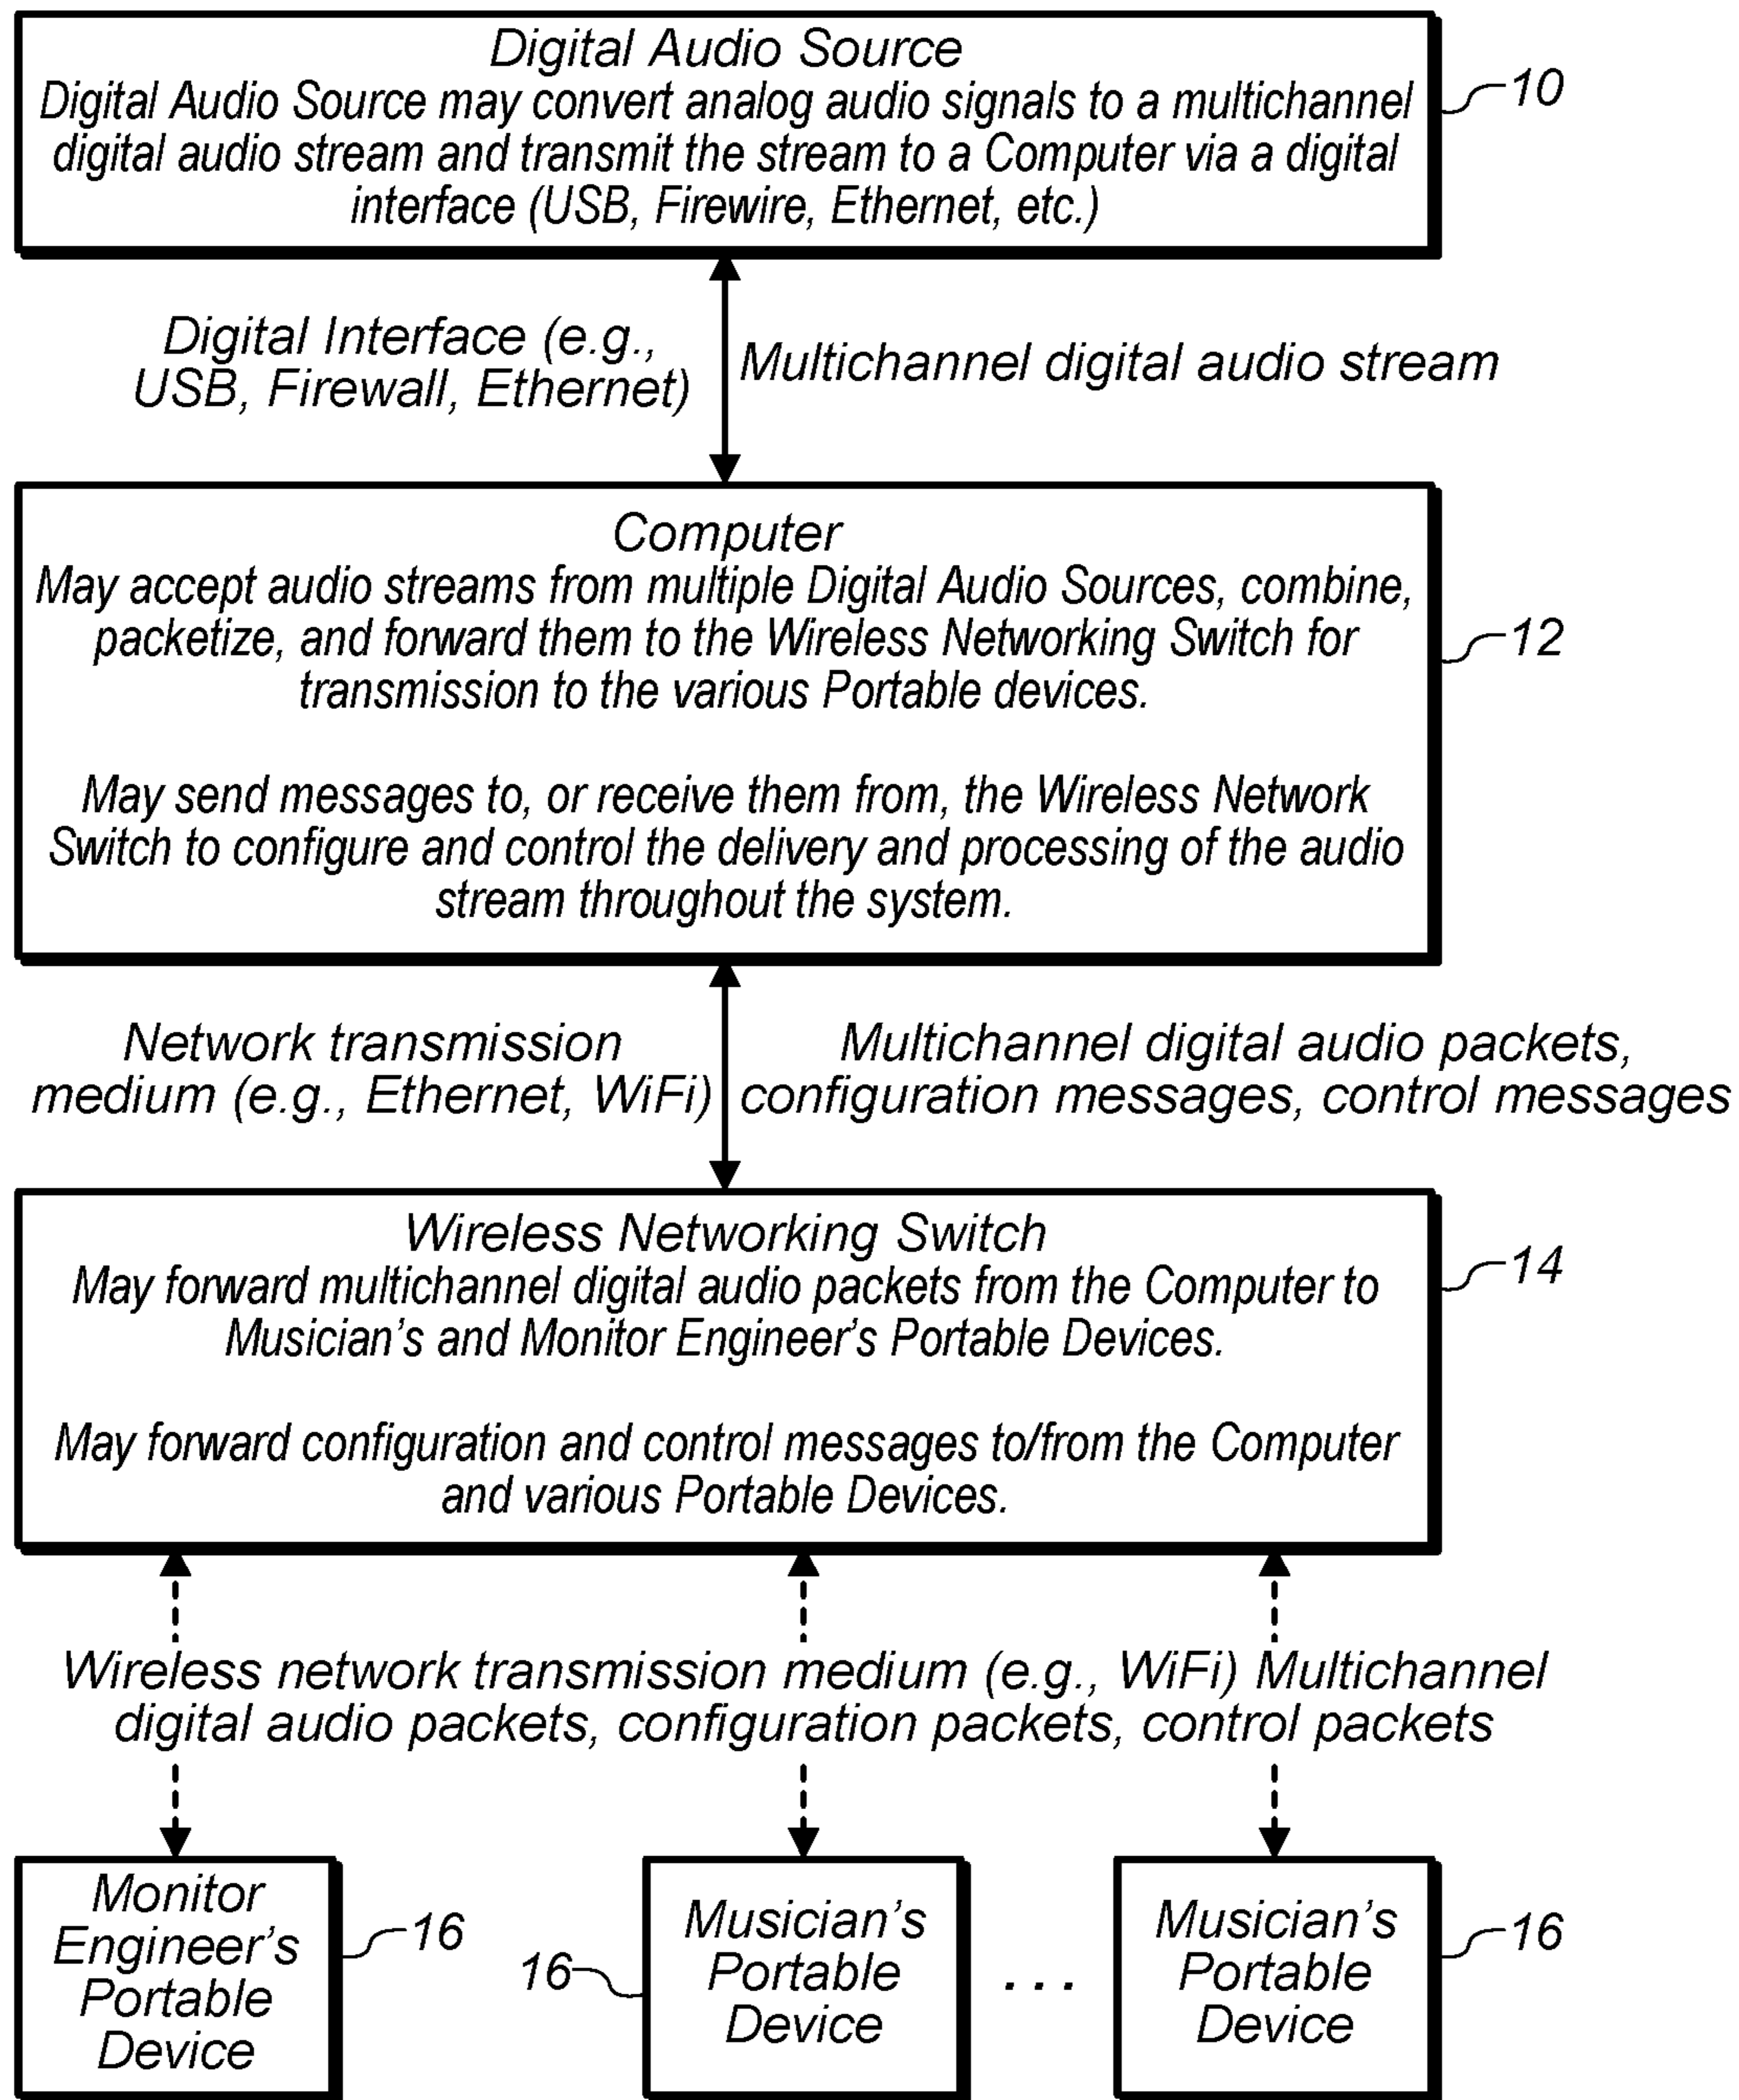 Digital Audio Source
Digital Audio Source may convert analog audio signals to a multichannel
digital audio stream and transmit the stream to a Computer via a digital
interface (USB, Firewire, Ethernet, etc.)
10
Digital Interface (e.g.,
USB, Firewall, Ethernet)
Multichannel digital audio stream
Computer
May accept audio streams from multiple Digital Audio Sources, combine,
packetize, and forward them to the Wireless Networking Switch for
transmission to the various Portable devices.
May send messages to, or receive them from, the Wireless Network
Switch to configure and control the delivery and processing of the audio
stream throughout the system.
12
Network transmission
medium (e.g., Ethernet, WiFi)
Multichannel digital audio packets,
configuration messages, control messages
Wireless Networking Switch
May forward multichannel digital audio packets from the Computer to
Musician's and Monitor Engineer's Portable Devices.
May forward configuration and control messages to/from the Computer
and various Portable Devices.
14
Wireless network transmission medium (e.g., WiFi) Multichannel
digital audio packets, configuration packets, control packets
Monitor
Engineer's
Portable
Device
16
16
Musician's
Portable
Device
...
Musician's
Portable
Device
16